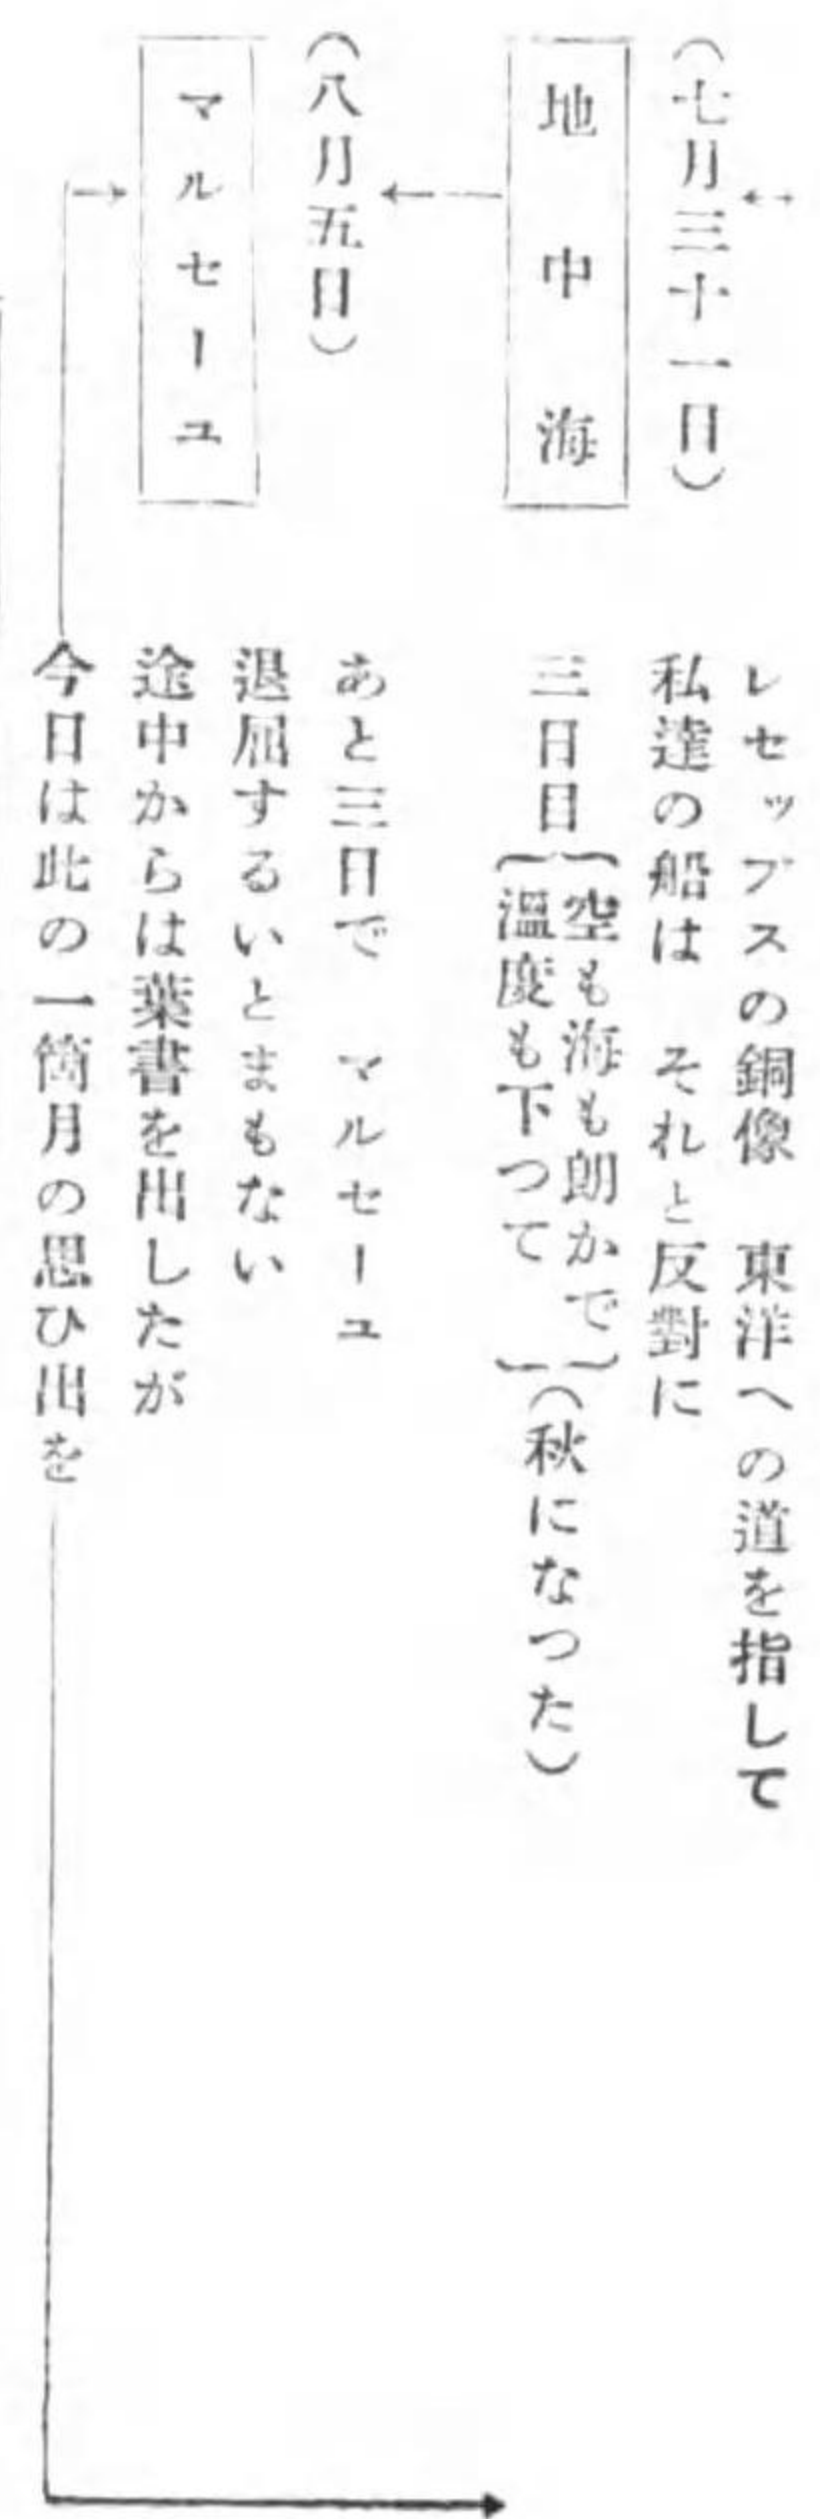 (七月三十一日)
地中海
(八月五日)
マルセーユ
レセップスの銅像　東洋への道を指して
私達の船は　それと反對に
三日目
空も海も朗かで
溫度も下つて
(秋になつた)
あと三日で　マルセーユ
退屈するいとまもない
途中からは葉書を出したが
今日は此の一箇月の思ひ出を